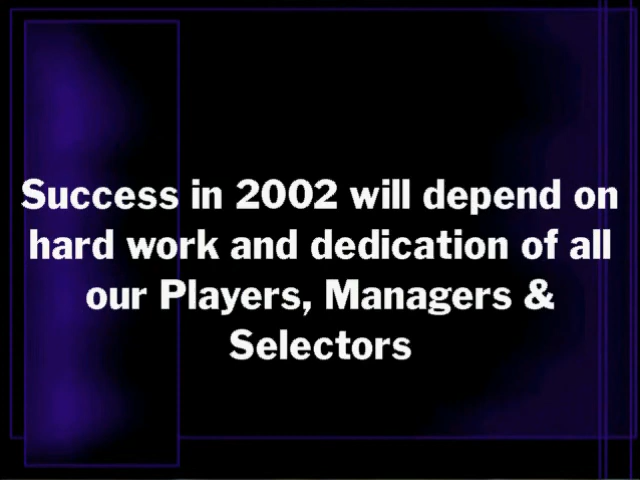 Success in 2002 will depend on
hard work and dedication of all
our Players, Managers &
Selectors